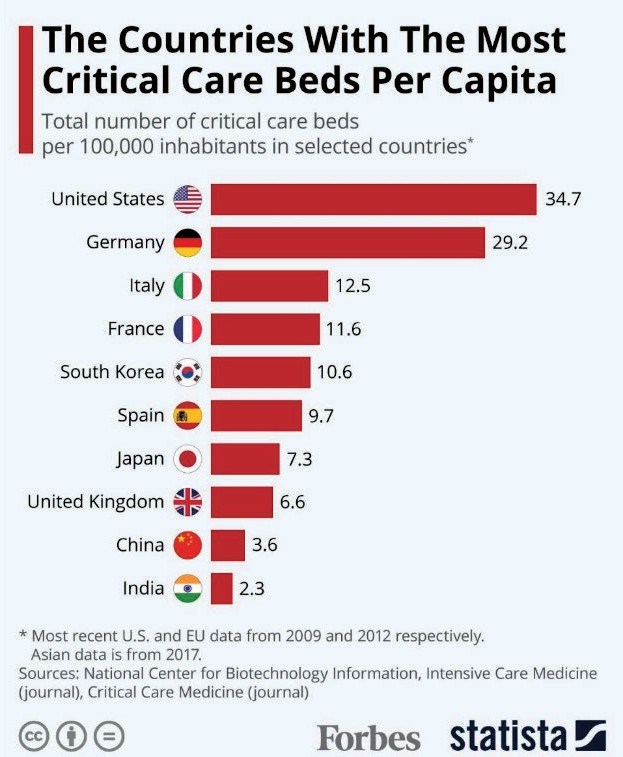 The Countries With The Most
Critical Care Beds Per Capita
Total number of critical care beds
per 100,000 inhabitants in selected countries*
United States 34.7
Germany 29.2
Italy 12.5
France 11.6
South Korea 10.6
Spain 9.7
Japan 7.3
United Kingdom 6.6
China 3.6
India 2.3
* Most recent U.S. and EU data from 2009 and 2012 respectively.
Asian data is from 2017.
Sources: National Center for Biotechnology Information, Intensive Care Medicine
(journal), Critical Care Medicine (journal)
cc = Forbes statista